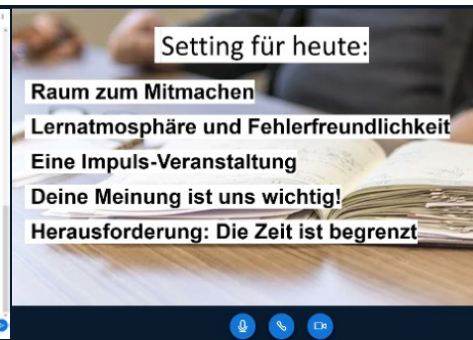 Setting für heute:
Raum zum Mitmachen
Lernatmosphäre und Fehlerfreundlichkeit
Eine Impuls-Veranstaltung
Deine Meinung ist uns wichtig!
Herausforderung: Die Zeit ist begrenzt